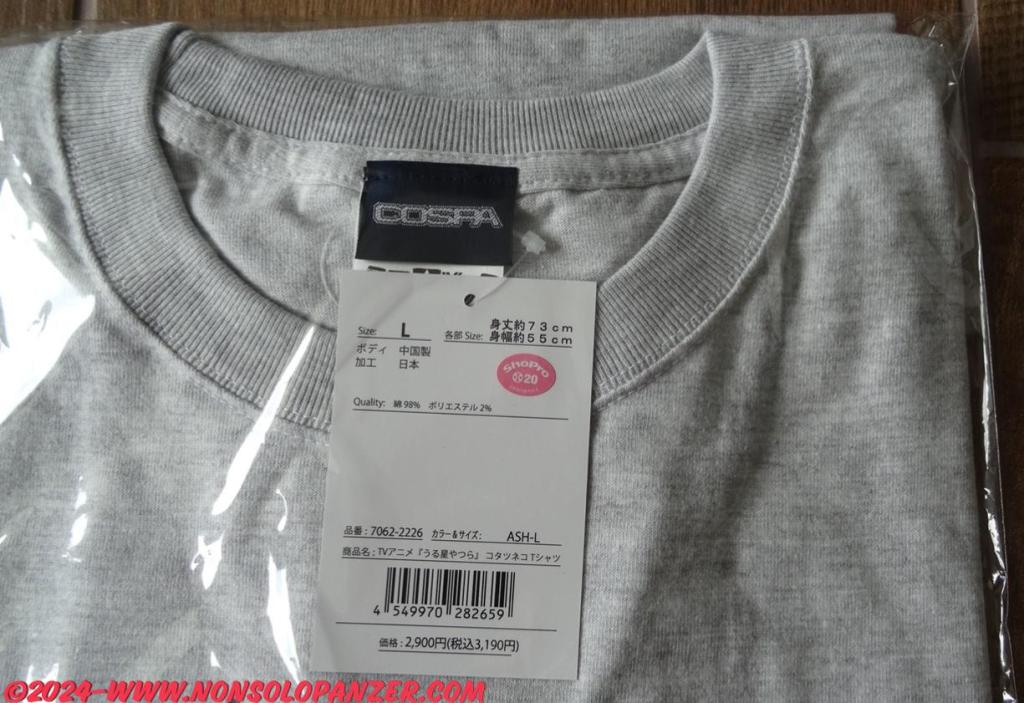 COSPA
Size: L 各部 Size: 身丈約73cm
身幅約55cm
ボディ 中国製
加工 日本
ShoPro
20
Quality: 綿 98% ポリエステル 2%
品番 : 7062-2226 カラー&サイズ: ASH-L
商品名 : TVアニメ『うる星やつら』 コタツネコ Tシャツ
4 549970 282659
価格 : 2,900円(税込3,190円)
©2024-WWW.NONSOLOPANZER.COM